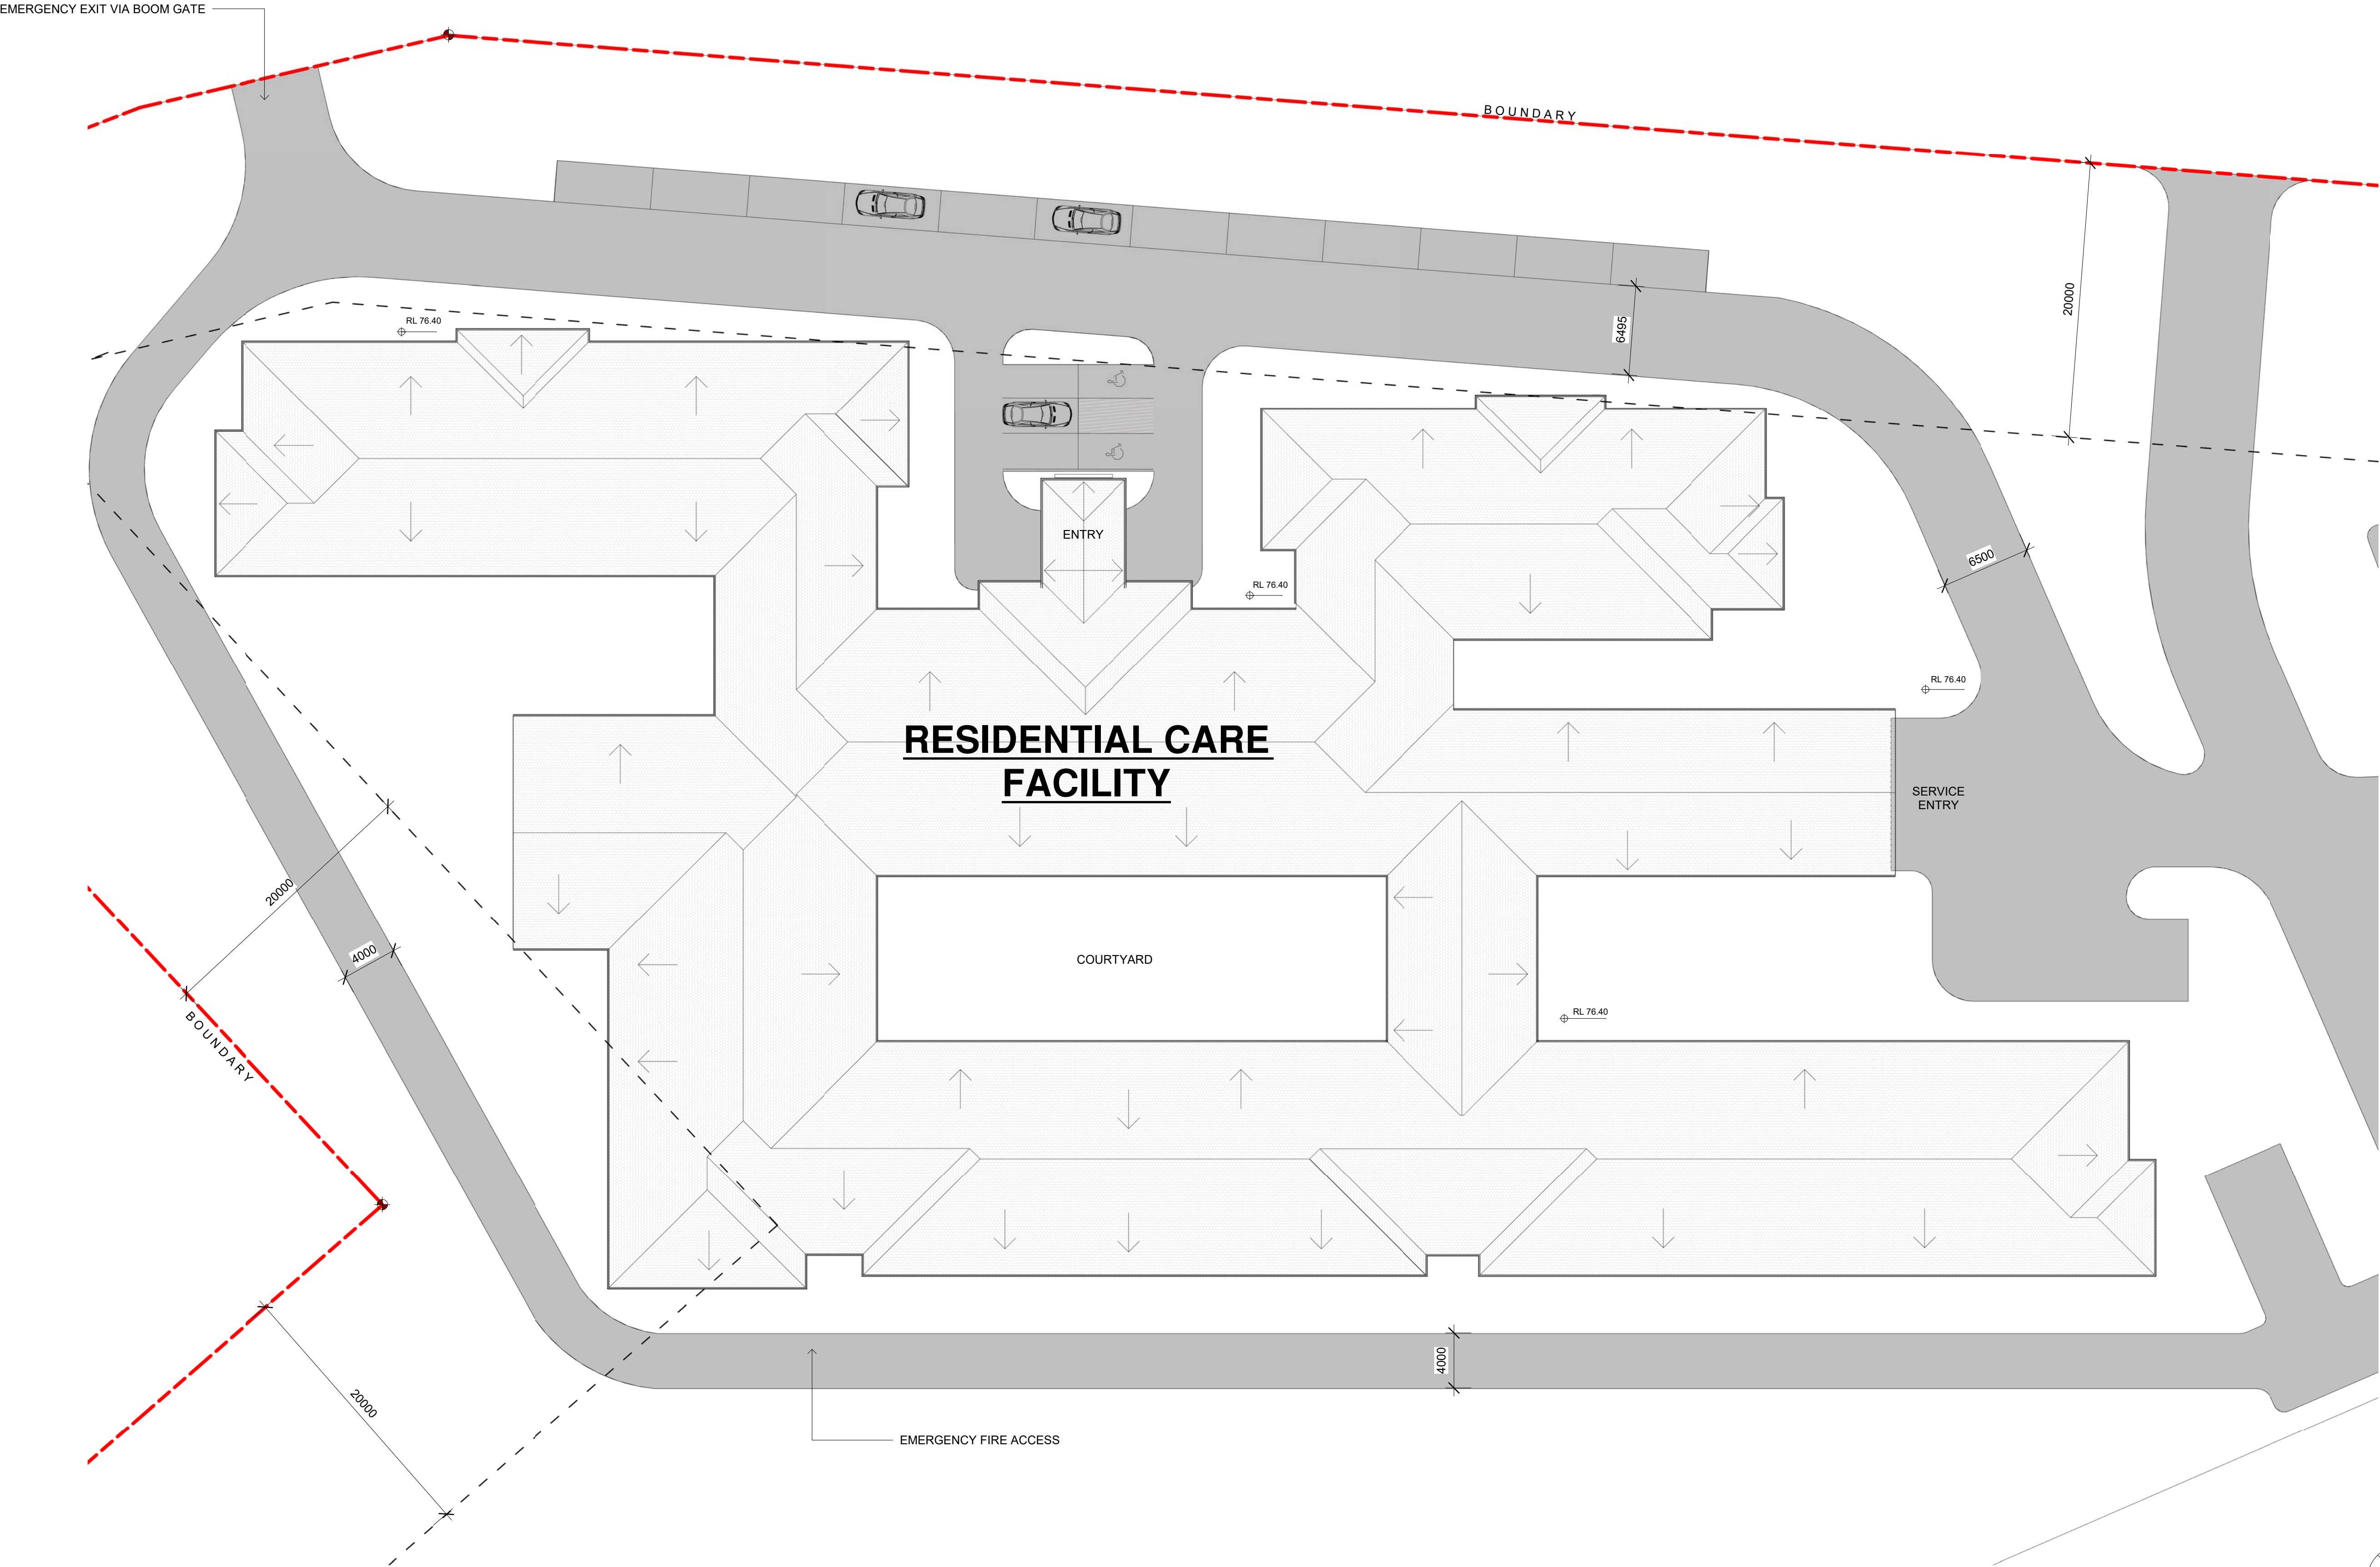 EMERGENCY EXIT VIA BOOM GATE
BOUNDARY
20000
6495
RL 76.40
ENTRY
6500
RL 76.40
RL 76.40
RESIDENTIAL CARE
FACILITY
SERVICE
ENTRY
20000
4000
COURTYARD
RL 76.40
BOUNDARY
4000
20000
EMERGENCY FIRE ACCESS